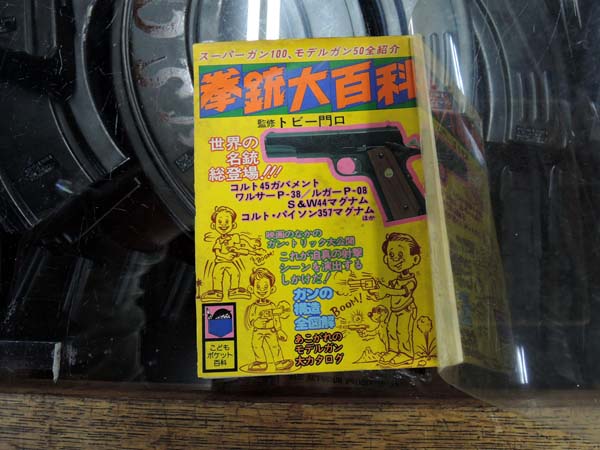 スーパーガン100、モデルガン50全紹介
拳銃大百科
監修 トビー門口
世界の
名銃
総登場!!!
コルト45ガバメント
ワルサーP-38/ルガーP-08
S&W44マグナム
コルト・パイソン357マグナム
ほか
映画のなかの
ガン・トリック大公開
これが迫真の射撃
シーンを演出する
しかけだ!
ガンの
構造
全図解
BOOM!
あこがれの
モデルガン
大カタログ
こども
ポケット
百科